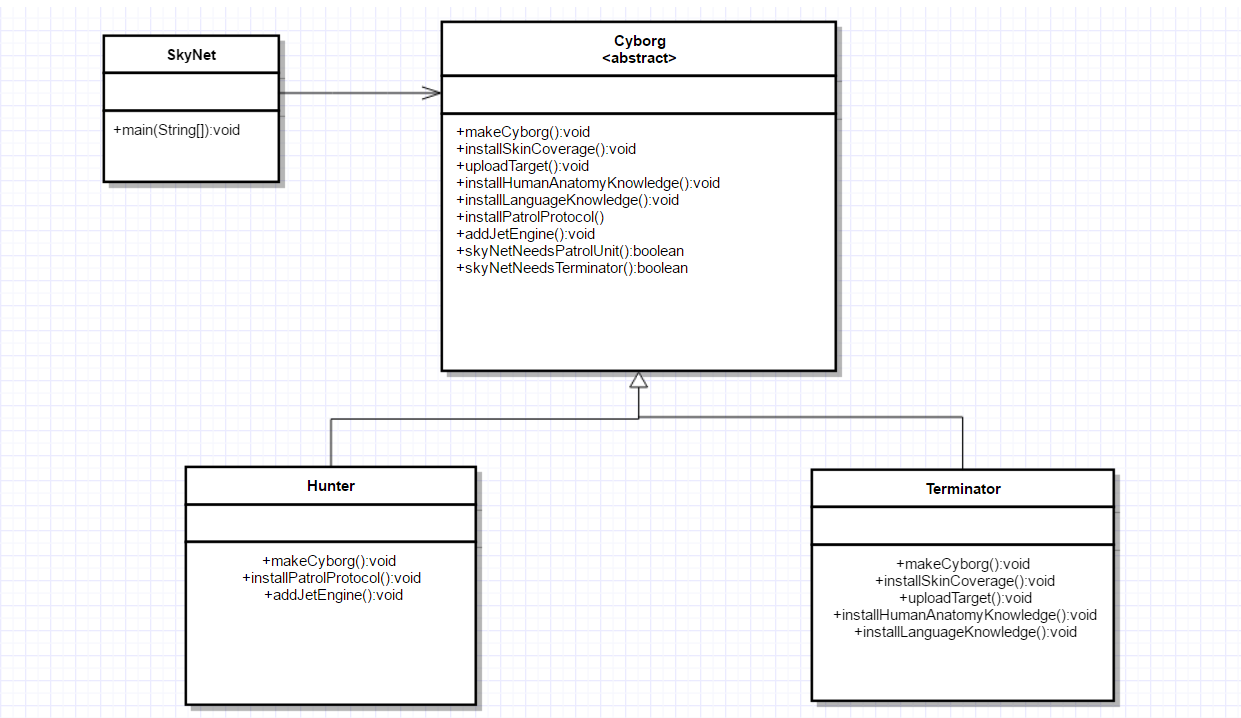 SkyNet
+main(String[]):void
Cyborg
<abstract>
+makeCyborg():void
+installSkinCoverage():void
+uploadTarget():void
+installHumanAnatomyKnowledge():void
+installLanguageKnowledge():void
+installPatrolProtocol()
+addJetEngine():void
+skyNetNeedsPatrolUnit():boolean
+skyNetNeedsTerminator():boolean
Hunter
+makeCyborg():void
+installPatrolProtocol():void
+addJetEngine():void
Terminator
+makeCyborg():void
+installSkinCoverage():void
+uploadTarget():void
+installHumanAnatomyKnowledge():void
+installLanguageKnowledge():void